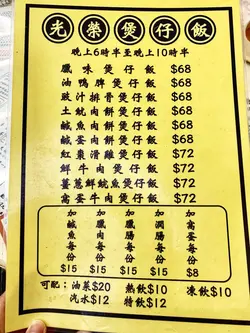 光榮煲仔飯
晚上6時半至晚上10時半
臘味煲仔飯 $68
油鴨脾煲仔飯 $68
豉汁排骨煲仔飯 $68
土魷肉餅煲仔飯 $68
鹹魚肉餅煲仔飯 $68
鹹蛋肉餅煲仔飯 $68
紅棗滑雞煲仔飯 $72
鮮牛肉煲仔飯 $72
薑蔥鮮鯇魚煲仔飯 $72
窩蛋牛肉煲仔飯 $72
加鹹魚每份 $15
加臘肉每份 $15
加臘腸每份 $15
加潤腸每份 $15
加窩蛋每份 $8
可配：油菜$20 熱飲$10 凍飲$10
汽水$12 特飲$12